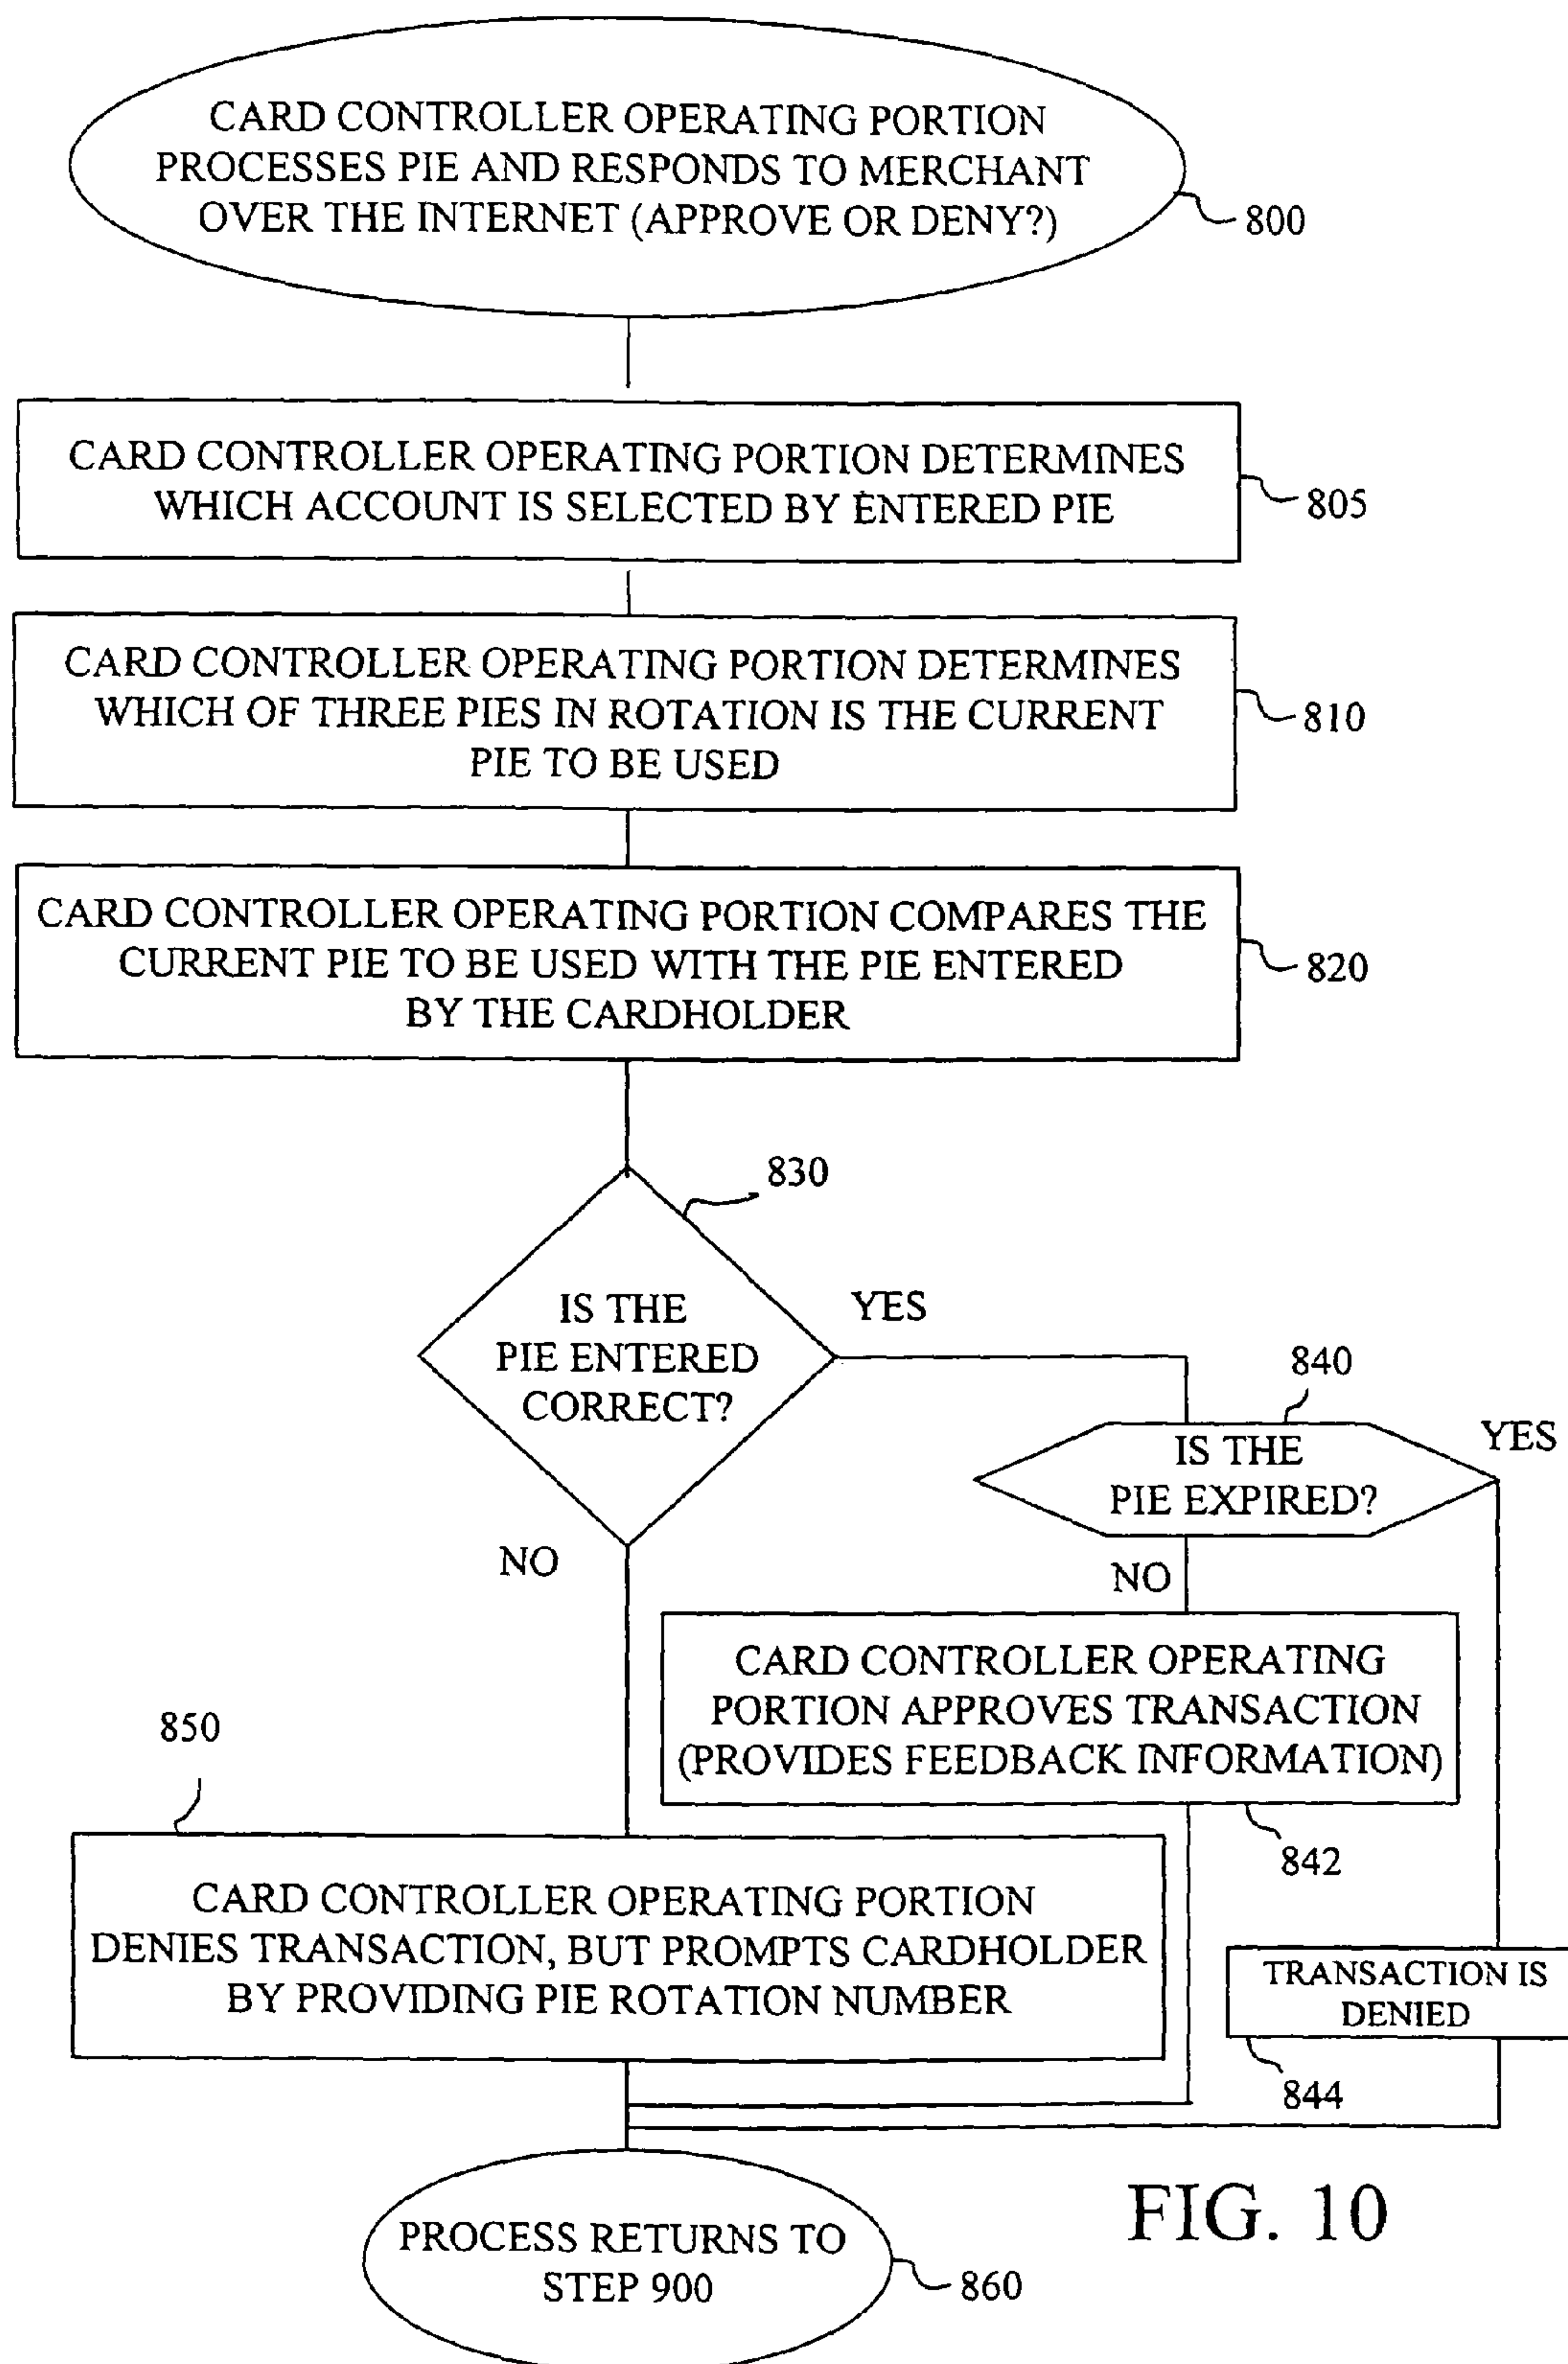 CARD CONTROLLER OPERATING PORTION
PROCESSES PIE AND RESPONDS TO MERCHANT
OVER THE INTERNET (APPROVE OR DENY?)
800
CARD CONTROLLER OPERATING PORTION DETERMINES
WHICH ACCOUNT IS SELECTED BY ENTERED PIE
805
CARD CONTROLLER OPERATING PORTION DETERMINES
WHICH OF THREE PIES IN ROTATION IS THE CURRENT
PIE TO BE USED
810
CARD CONTROLLER OPERATING PORTION COMPARES THE
CURRENT PIE TO BE USED WITH THE PIE ENTERED
BY THE CARDHOLDER
820
830
IS THE
PIE ENTERED
CORRECT?
YES
840
IS THE
PIE EXPIRED?
YES
NO
NO
CARD CONTROLLER OPERATING
PORTION APPROVES TRANSACTION
(PROVIDES FEEDBACK INFORMATION)
842
850
CARD CONTROLLER OPERATING PORTION
DENIES TRANSACTION, BUT PROMPTS CARDHOLDER
BY PROVIDING PIE ROTATION NUMBER
TRANSACTION IS
DENIED
844
PROCESS RETURNS TO
STEP 900
860
FIG. 10